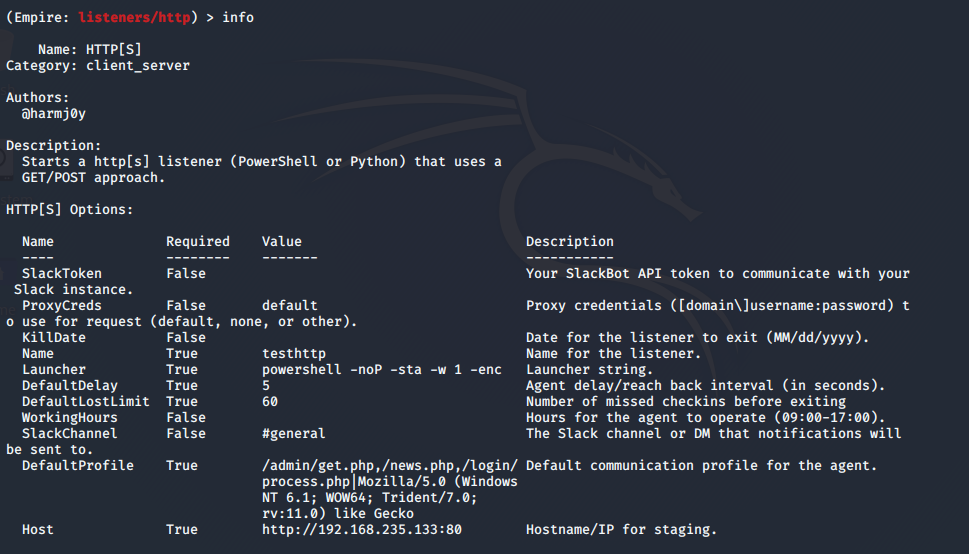 (Empire: listeners/http) > info
Name: HTTP[S]
Category: client_server
Authors:
@harmj0y
Description:
Starts a http[s] listener (PowerShell or Python) that uses a
GET/POST approach.
HTTP[S] Options:
Name Required Value Description
---- -------- ------- -----------
SlackToken False Your SlackBot API token to communicate with your
Slack instance.
ProxyCreds False default Proxy credentials ([domain\]username:password) t
o use for request (default, none, or other).
KillDate False Date for the listener to exit (MM/dd/yyyy).
Name True testhttp Name for the listener.
Launcher True powershell -noP -sta -w 1 -enc Launcher string.
DefaultDelay True 5 Agent delay/reach back interval (in seconds).
DefaultLostLimit True 60 Number of missed checkins before exiting
WorkingHours False Hours for the agent to operate (09:00-17:00).
SlackChannel False #general The Slack channel or DM that notifications will
be sent to.
DefaultProfile True /admin/get.php,/news.php,/login/ Default communication profile for the agent.
process.php|Mozilla/5.0 (Windows
NT 6.1; WOW64; Trident/7.0;
rv:11.0) like Gecko
Host True http://192.168.235.133:80 Hostname/IP for staging.